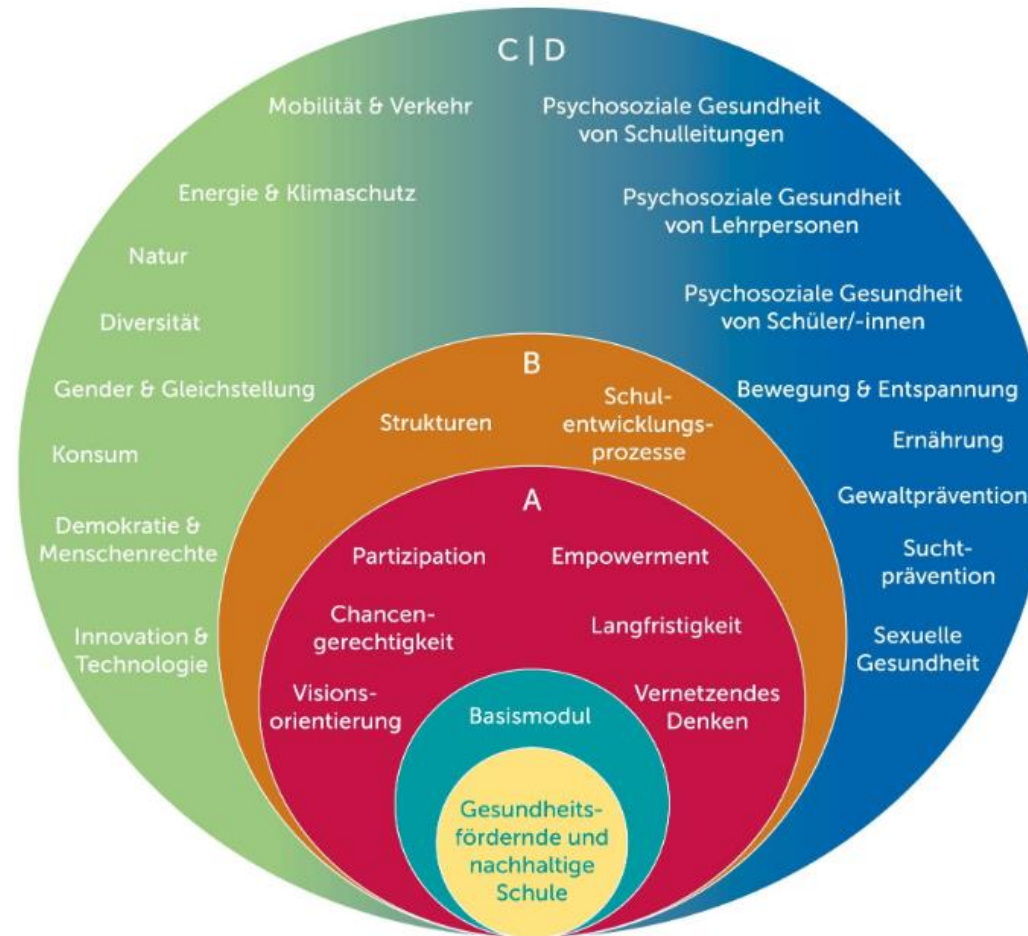 C | D
Mobilität & Verkehr
Energie & Klimaschutz
Natur
Diversität
Gender & Gleichstellung
Konsum
Demokratie &
Menschenrechte
Innovation &
Technologie
Psychosoziale Gesundheit
von Schulleitungen
Psychosoziale Gesundheit
von Lehrpersonen
Psychosoziale Gesundheit
von Schüler/-innen
Bewegung & Entspannung
Ernährung
Gewaltprävention
Sucht-
prävention
Sexuelle
Gesundheit
B
Strukturen
Schul-
entwicklungs-
prozesse
A
Partizipation
Empowerment
Chancen-
gerechtigkeit
Langfristigkeit
Visions-
orientierung
Vernetzendes
Denken
Basismodul
Gesundheits-
fördernde und
nachhaltige
Schule